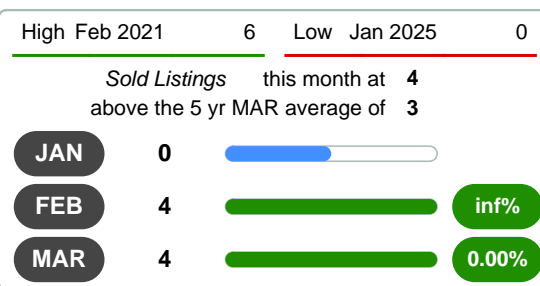 High Feb 2021 6 Low Jan 2025 0
Sold Listings this month at 4
above the 5 yr MAR average of 3
JAN 0
FEB 4 inf%
MAR 4 0.00%